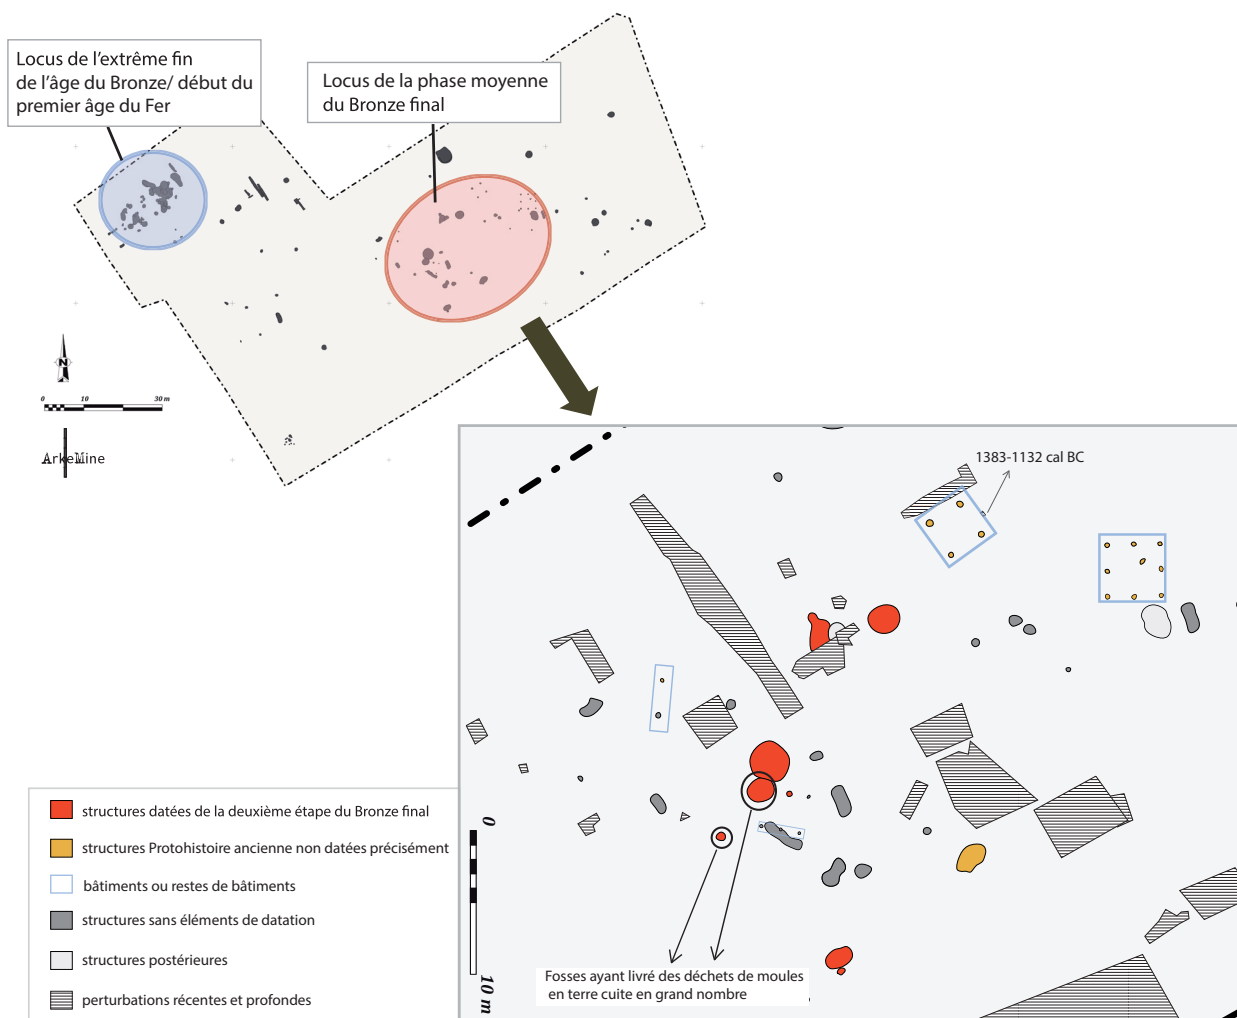 Locus de l'extrême fin
de l'âge du Bronze/ début du
premier âge du Fer
Locus de la phase moyenne
du Bronze final
N
0 10 30 m
Arkemine
1383-1132 cal BC
structures datées de la deuxième étape du Bronze final
structures Protohistoire ancienne non datées précisément
bâtiments ou restes de bâtiments
structures sans éléments de datation
structures postérieures
perturbations récentes et profondes
0
10 m
Fosses ayant livré des déchets de moules
en terre cuite en grand nombre